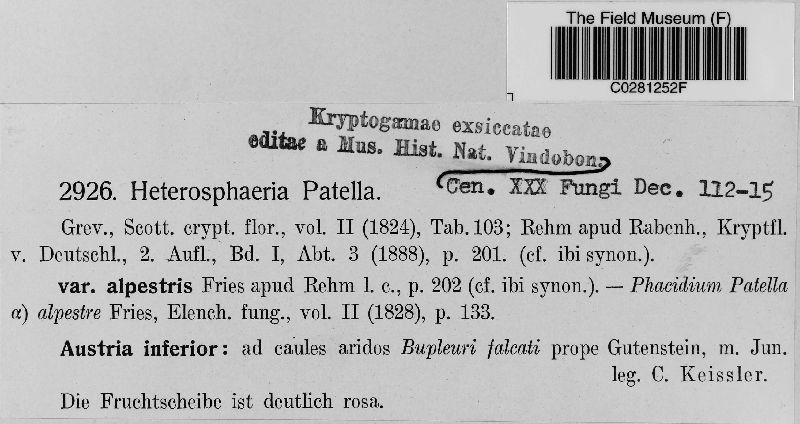 The Field Museum (F)
C0281252F
Kryptogamae exsiccatae
editae a Mus. Hist. Nat. Vindobon.
Cen. XXX Fungi Dec. 112-15
2926. Heterosphaeria Patella.
Grev., Scott. crypt. flor., vol. II (1824), Tab. 103; Rehm apud Rabenh., Kryptfl.
v. Deutschl., 2. Aufl., Bd. I, Abt. 3 (1888), p. 201. (cf. ibi synon.).
var. alpestris Fries apud Rehm l. c., p. 202 (cf. ibi synon.). — Phacidium Patella
α) alpestre Fries, Elench. fung., vol. II (1828), p. 133.
Austria inferior: ad caules aridos Bupleuri falcati prope Gutenstein, m. Jun.
leg. C. Keissler.
Die Fruchtscheibe ist deutlich rosa.